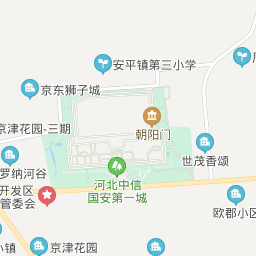 安平镇第三小学
京东狮子城
京津花园-三期
朝阳门
世茂香颂
罗纳河谷
河北中信
国安第一城
开发区
管委会
欧郡小区
小镇
京津花园